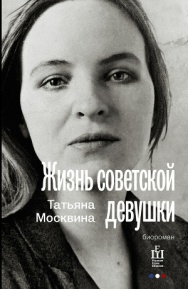 Жизнь советской
Татьяна
Москвина
девушки
биороман